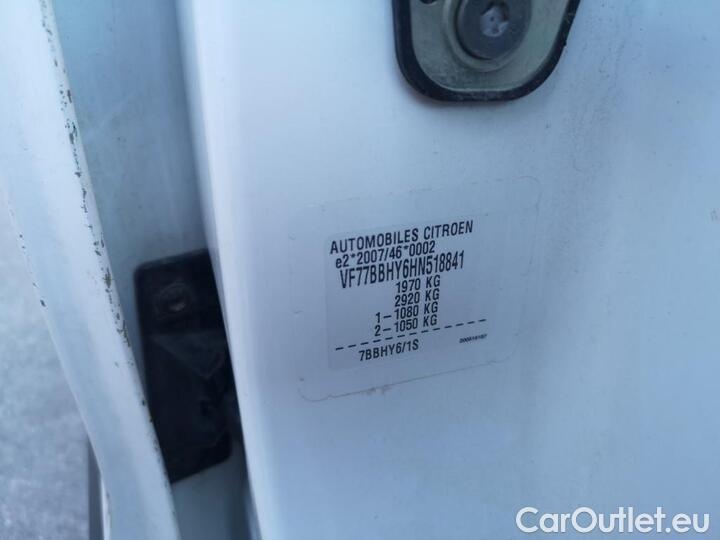 AUTOMOBILES CITROEN
e2*2007/46*0002
VF77BBHY6HN518841
1970 KG
2920 KG
1-1080 KG
2-1050 KG
7BBHY6/1S
CarOutlet.eu